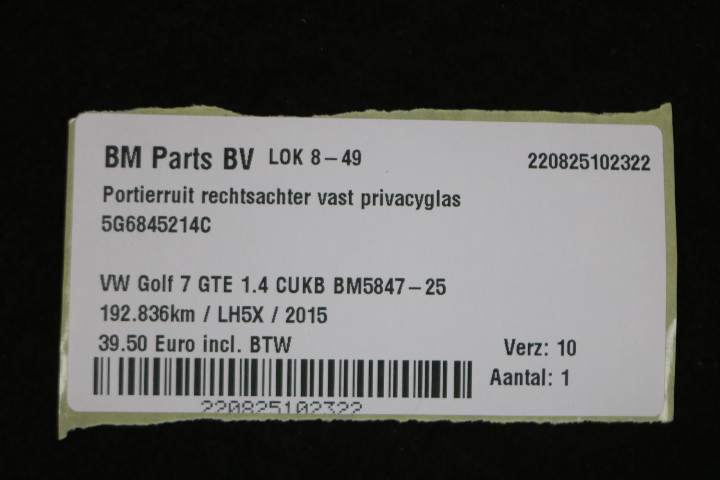 BM Parts BV LOK 8-49 220825102322
Portierruit rechtsachter vast privacyglas
5G6845214C
VW Golf 7 GTE 1.4 CUKB BM5847-25
192.836km / LH5X / 2015
39.50 Euro incl. BTW Verz: 10
Aantal: 1
220825102322